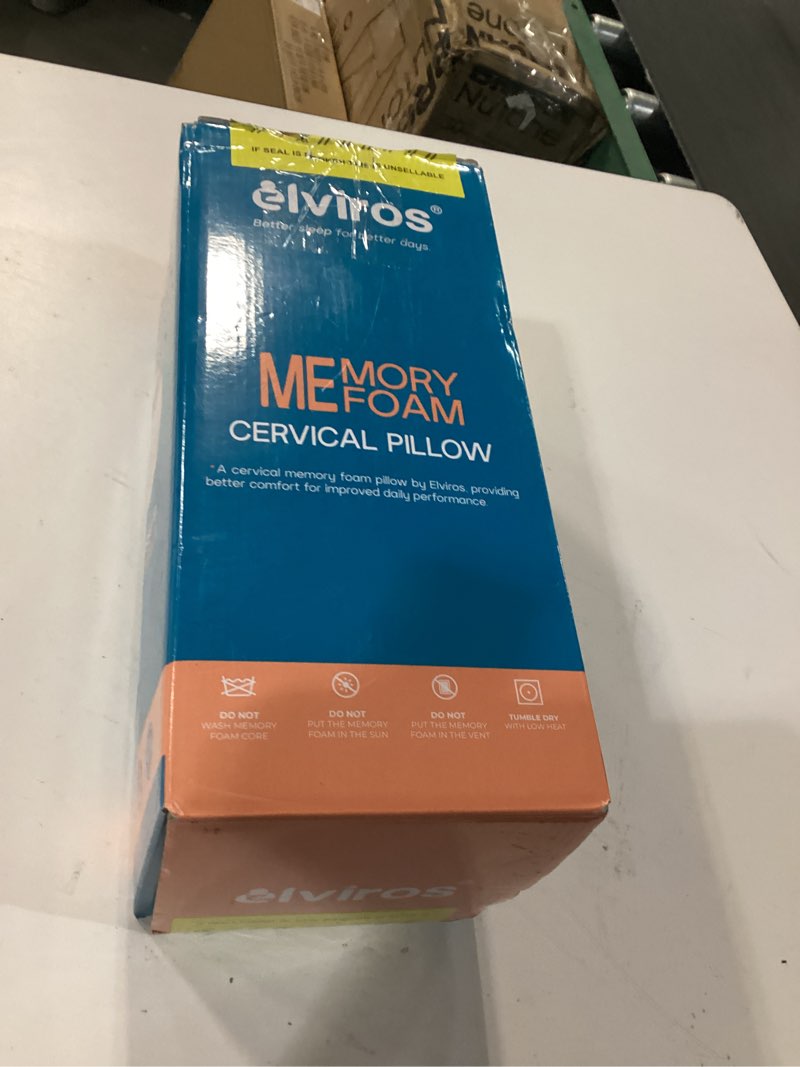 NuTone
IF SEAL IS UNSELLABLE
elviros®
Better sleep for better days.
MEMORY
FOAM
CERVICAL PILLOW
*A cervical memory foam pillow by Elviros, providing
better comfort for improved daily performance.
DO NOT
WASH MEMORY
FOAM CORE
DO NOT
PUT THE MEMORY
FOAM IN THE SUN
DO NOT
PUT THE MEMORY
FOAM IN THE VENT
TUMBLE DRY
WITH LOW HEAT
elviros